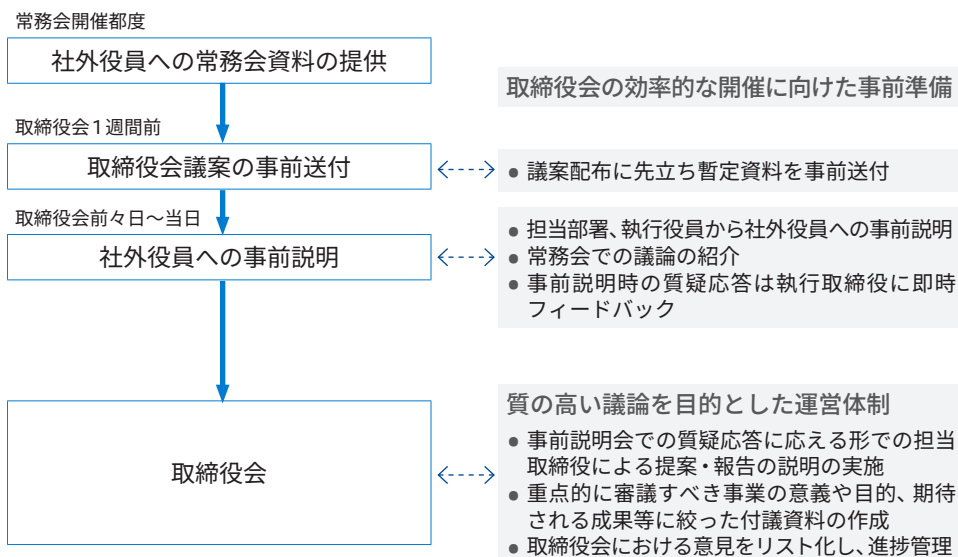 常務会開催都度
社外役員への常務会資料の提供
取締役会の効率的な開催に向けた事前準備
取締役会1週間前
取締役会議案の事前送付
● 議案配布に先立ち暫定資料を事前送付
取締役会前々日～当日
社外役員への事前説明
● 担当部署、執行役員から社外役員への事前説明
● 常務会での議論の紹介
● 事前説明時の質疑応答は執行取締役に即時
フィードバック
取締役会
質の高い議論を目的とした運営体制
● 事前説明会での質疑応答に応える形での担当
取締役による提案・報告の説明の実施
● 重点的に審議すべき事業の意義や目的、期待
される成果等に絞った付議資料の作成
● 取締役会における意見をリスト化し、進捗管理